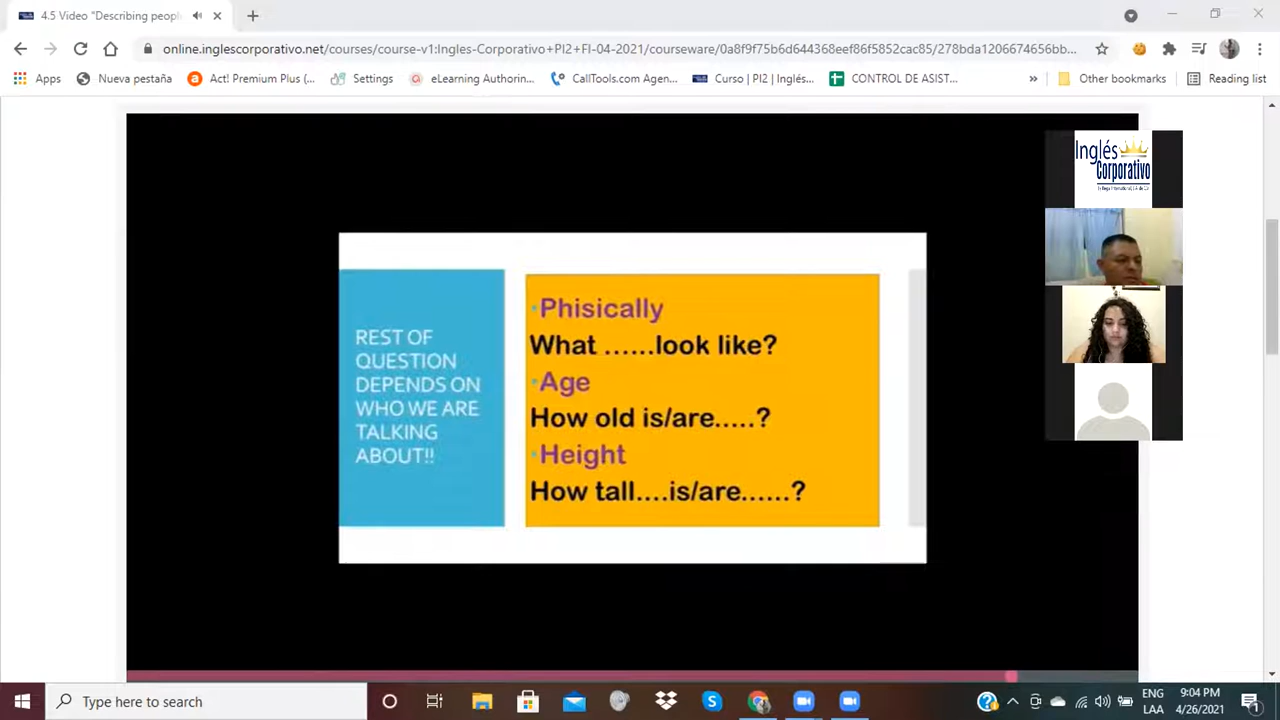 4.5 Video "Describing peopl
online.inglescorporativo.net/courses/course-v1:Ingles-Corporativo+PI2+FI-04-2021/courseware/0a8f9f75b6d644368eef86f5852cac85/278bda1206674656bb...
Apps
Nueva pestaña
Act! Premium Plus (...
Settings
eLearning Authorin...
CallTools.com Agen...
Curso | PI2 | Inglés...
CONTROL DE ASIST...
»
Other bookmarks
Reading list
Inglés
Corporativo
REST OF
QUESTION
DEPENDS ON
WHO WE ARE
TALKING
ABOUT!!
·Phisically
What ......look like?
·Age
How old is/are.....?
·Height
How tall....is/are......?
Type here to search
ENG
LAA
9:04 PM
4/26/2021